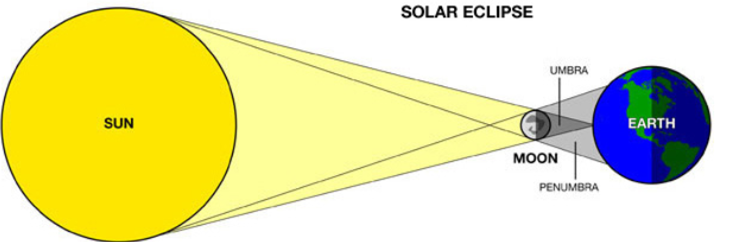 SOLAR ECLIPSE
UMBRA
SUN
EARTH
MOON
PENUMBRA